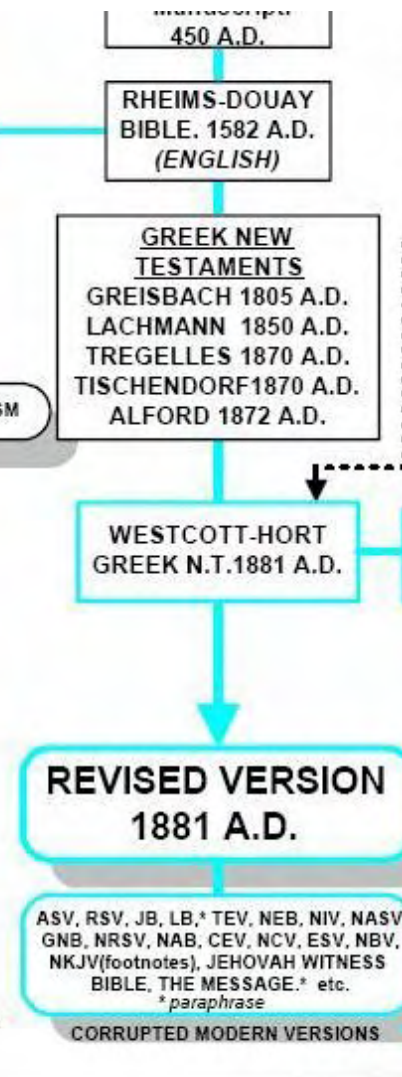 450 A.D.
RHEIMS-DOUAY
BIBLE. 1582 A.D.
(ENGLISH)
GREEK NEW
TESTAMENTS
GREISBACH 1805 A.D.
LACHMANN 1850 A.D.
TREGELLES 1870 A.D.
TISCHENDORF1870 A.D.
ALFORD 1872 A.D.
SM
WESTCOTT-HORT
GREEK N.T.1881 A.D.
REVISED VERSION
1881 A.D.
ASV, RSV, JB, LB,* TEV, NEB, NIV, NASV
GNB, NRSV, NAB, CEV, NCV, ESV, NBV,
NKJV(footnotes), JEHOVAH WITNESS
BIBLE, THE MESSAGE.* etc.
* paraphrase
CORRUPTED MODERN VERSIONS